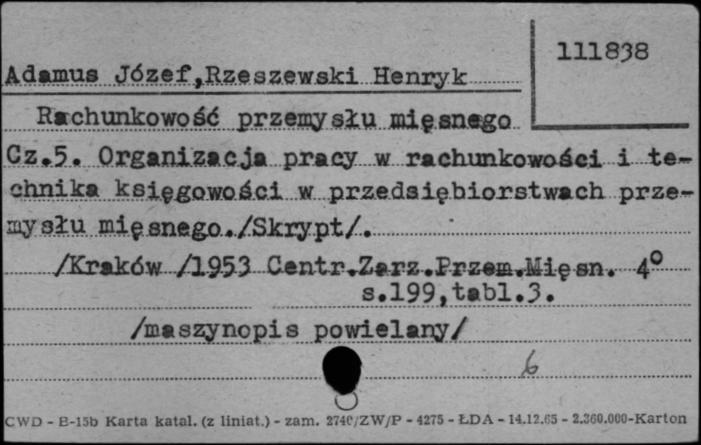 111838
Adamus Józef,Rzeszewski Henryk
Rachunkowość przemysłu mięsnego
Cz.5. Organizacja pracy w rachunkowości i te-
chnika księgowości w przedsiębiorstwach prze-
mysłu mięsnego./Skrypt/.
/Kraków /1953 Centr.Zarz.Przem.Mięsn. 4°
s.199,tabl.3.
/maszynopis powielany/
6
CWD - B-15b Karta katal. (z liniat.) - zam. 2740/ZW/P - 4275 - ŁDA - 14.12.65 - 2.360.000-Karton